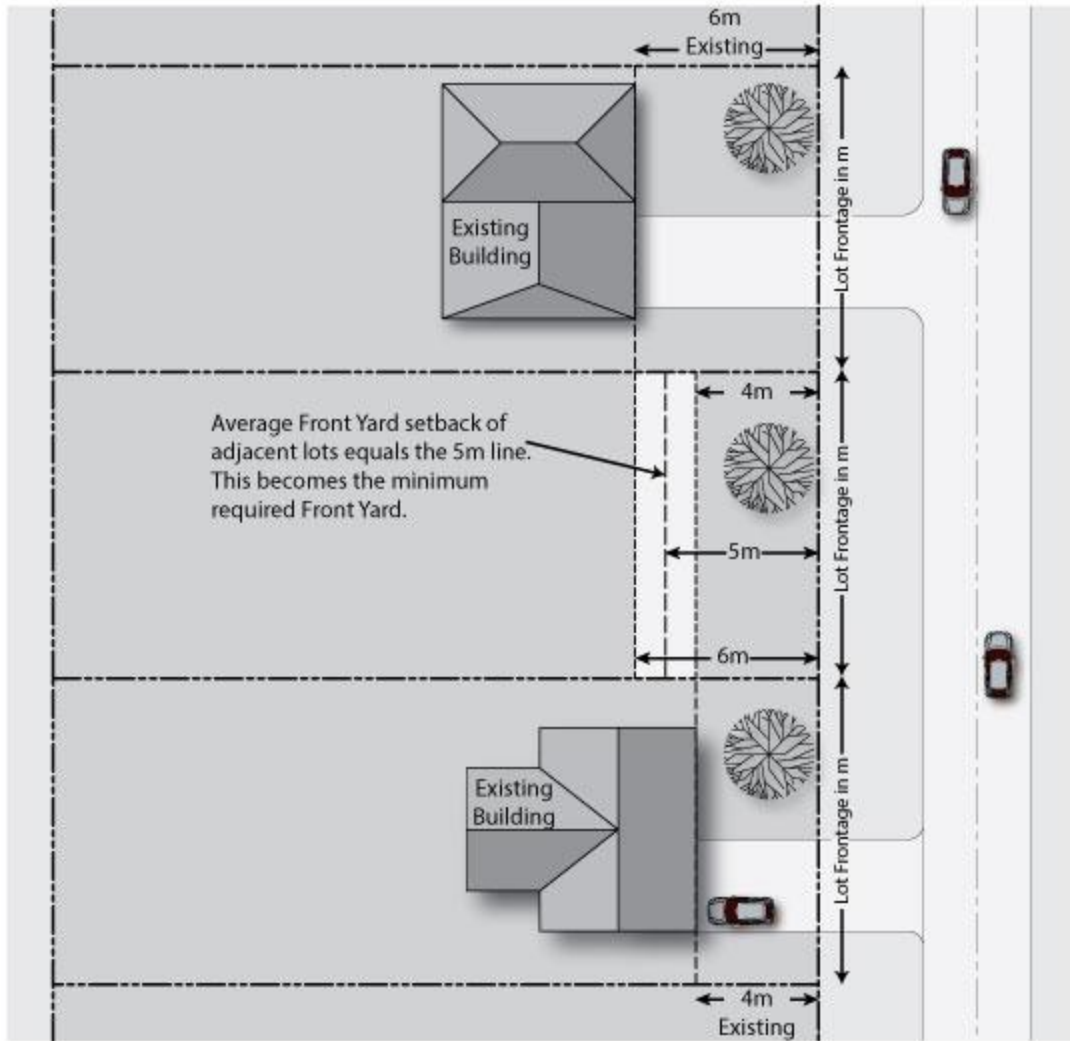 6m
Existing
Lot Frontage in m
Existing
Building
4m
Average Front Yard setback of
adjacent lots equals the 5m line.
This becomes the minimum
required Front Yard.
5m
Lot Frontage in m
6m
Existing
Building
Lot Frontage in m
4m
Existing